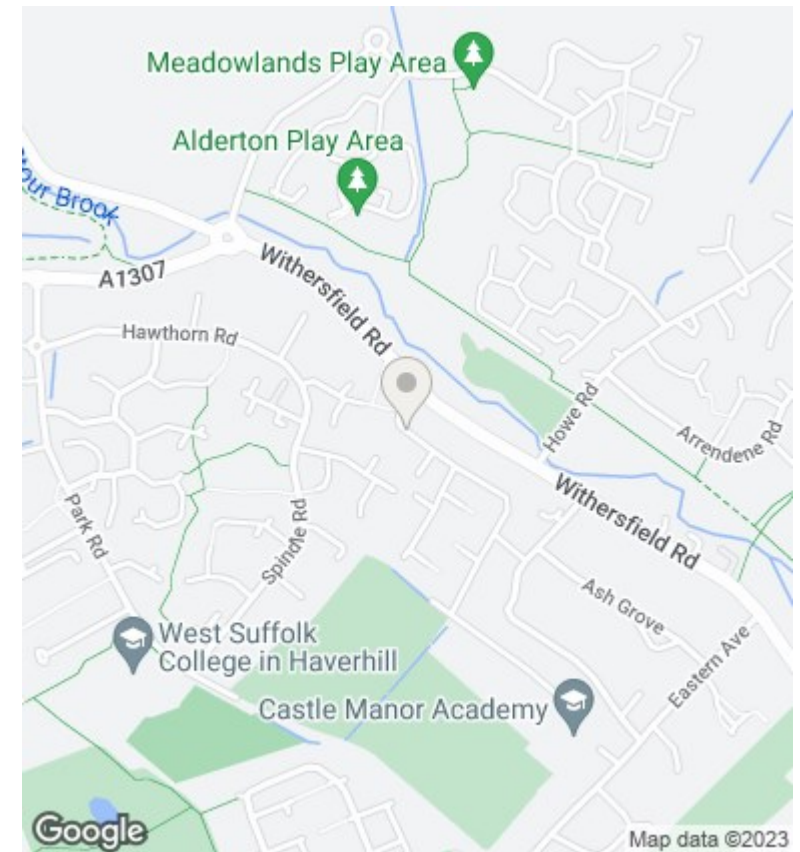 Meadowlands Play Area
Alderton Play Area
our Brook
A1307
Withersfield Rd
Hawthorn Rd
Howe Rd
Arrendene Rd
Park Rd
Spindle Rd
Withersfield Rd
Ash Grove
Eastern Ave
West Suffolk
College in Haverhill
Castle Manor Academy
Google
Map data ©2023